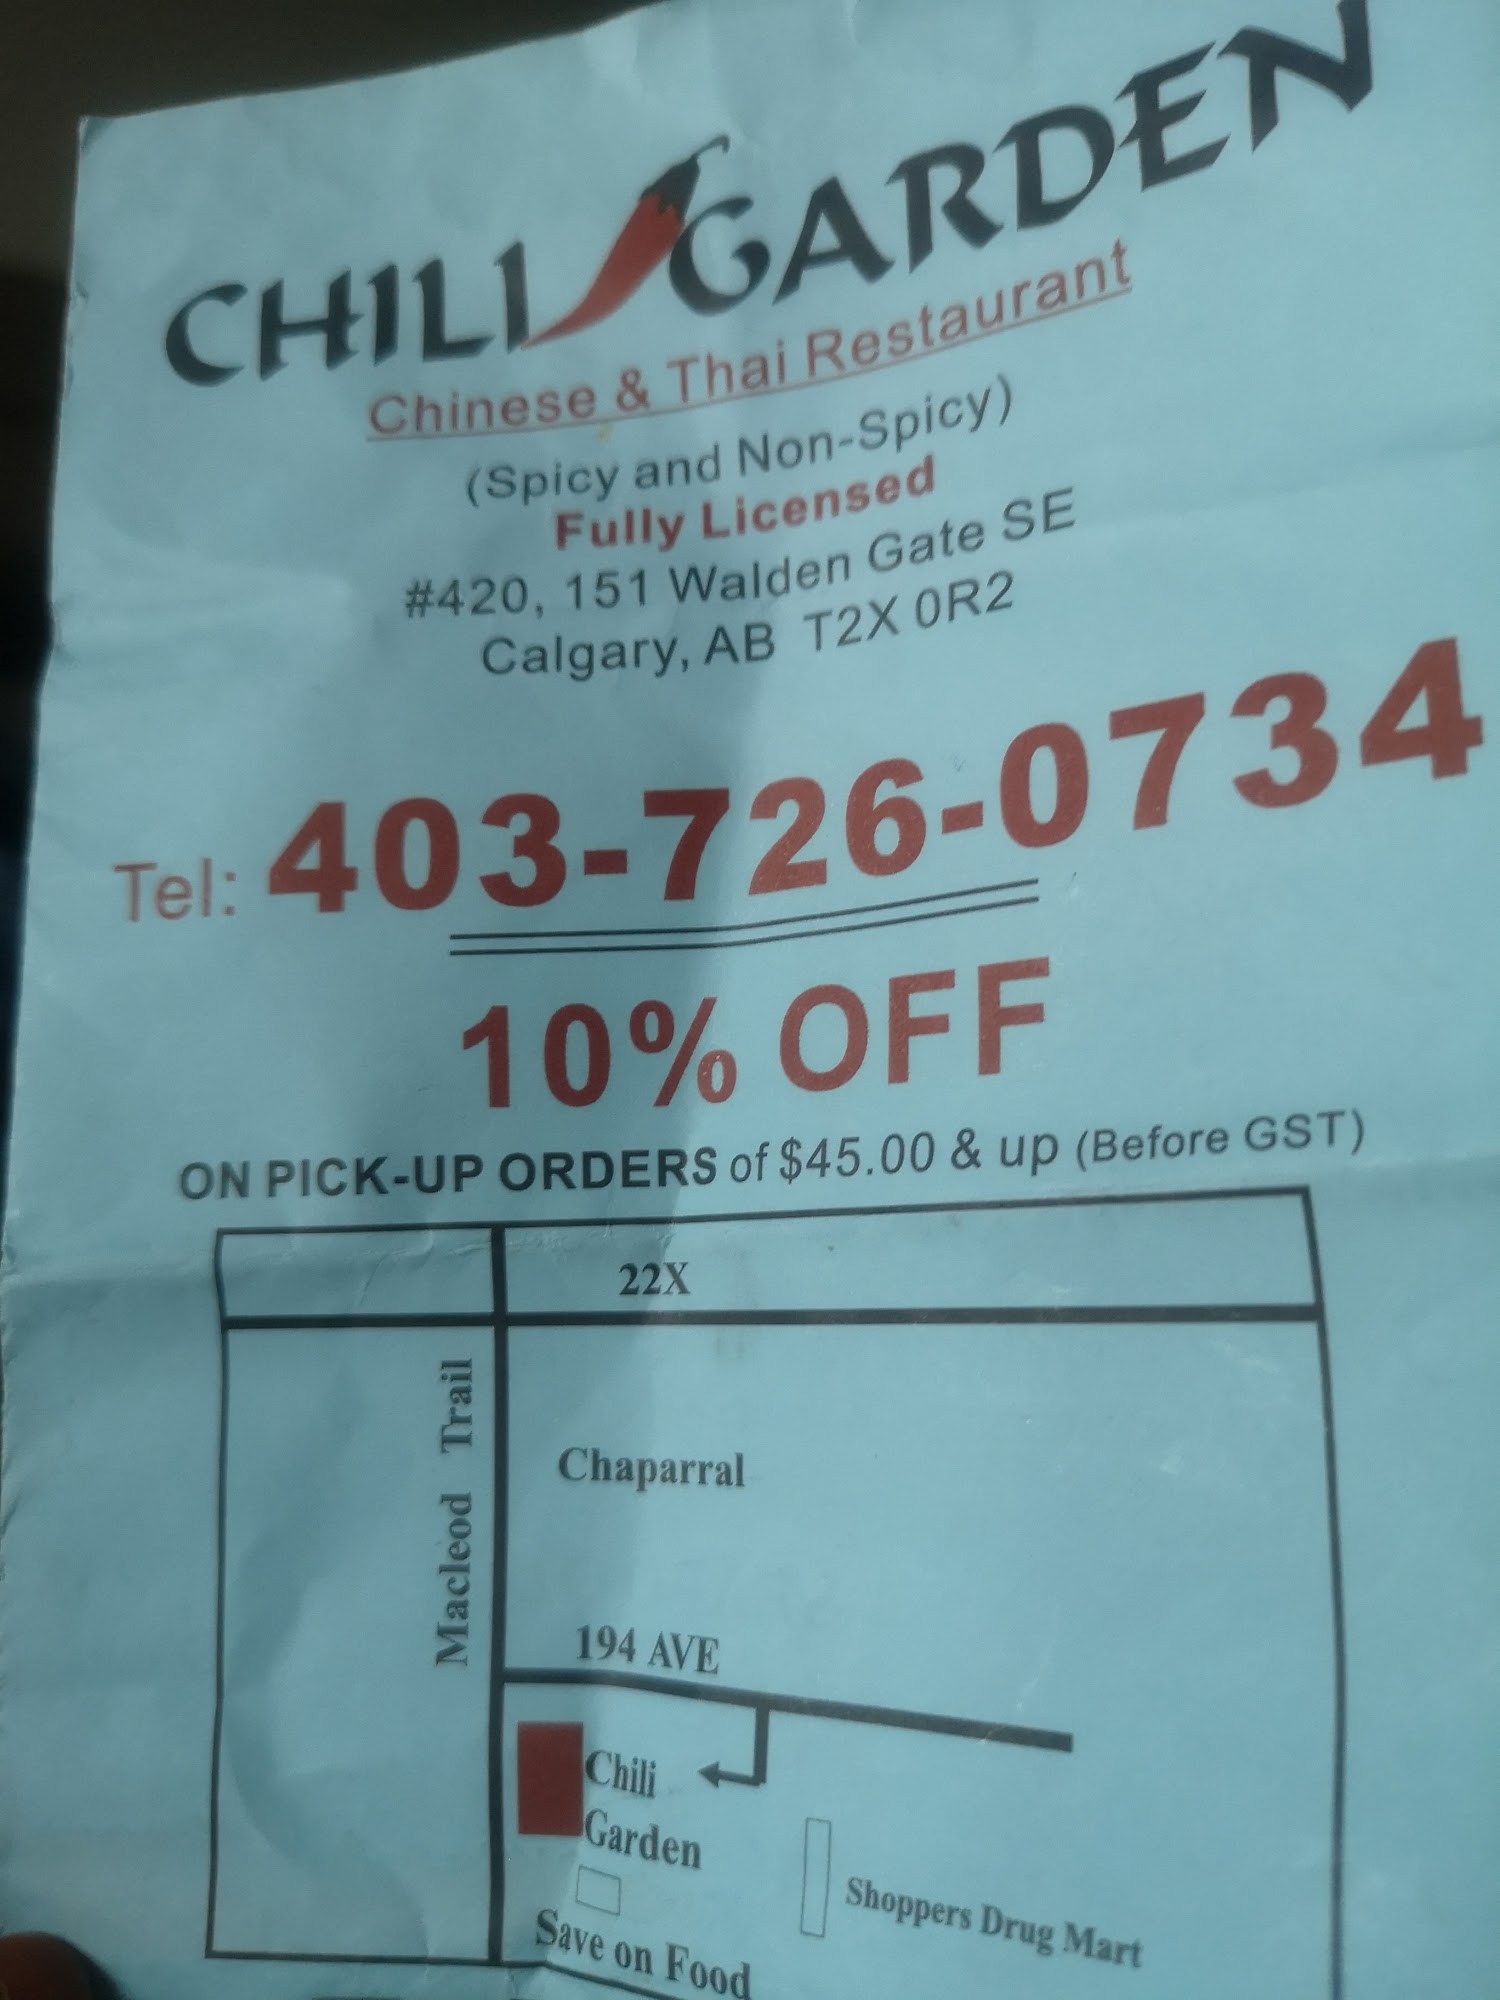 CHILI GARDEN
Chinese & Thai Restaurant
(Spicy and Non-Spicy)
Fully Licensed
#420, 151 Walden Gate SE
Calgary, AB T2X 0R2
Tel: 403-726-0734
10% OFF
ON PICK-UP ORDERS of $45.00 & up (Before GST)
22X
Macleod Trail
Chaparral
194 AVE
Chili
Garden
Shoppers Drug Mart
Save on Food